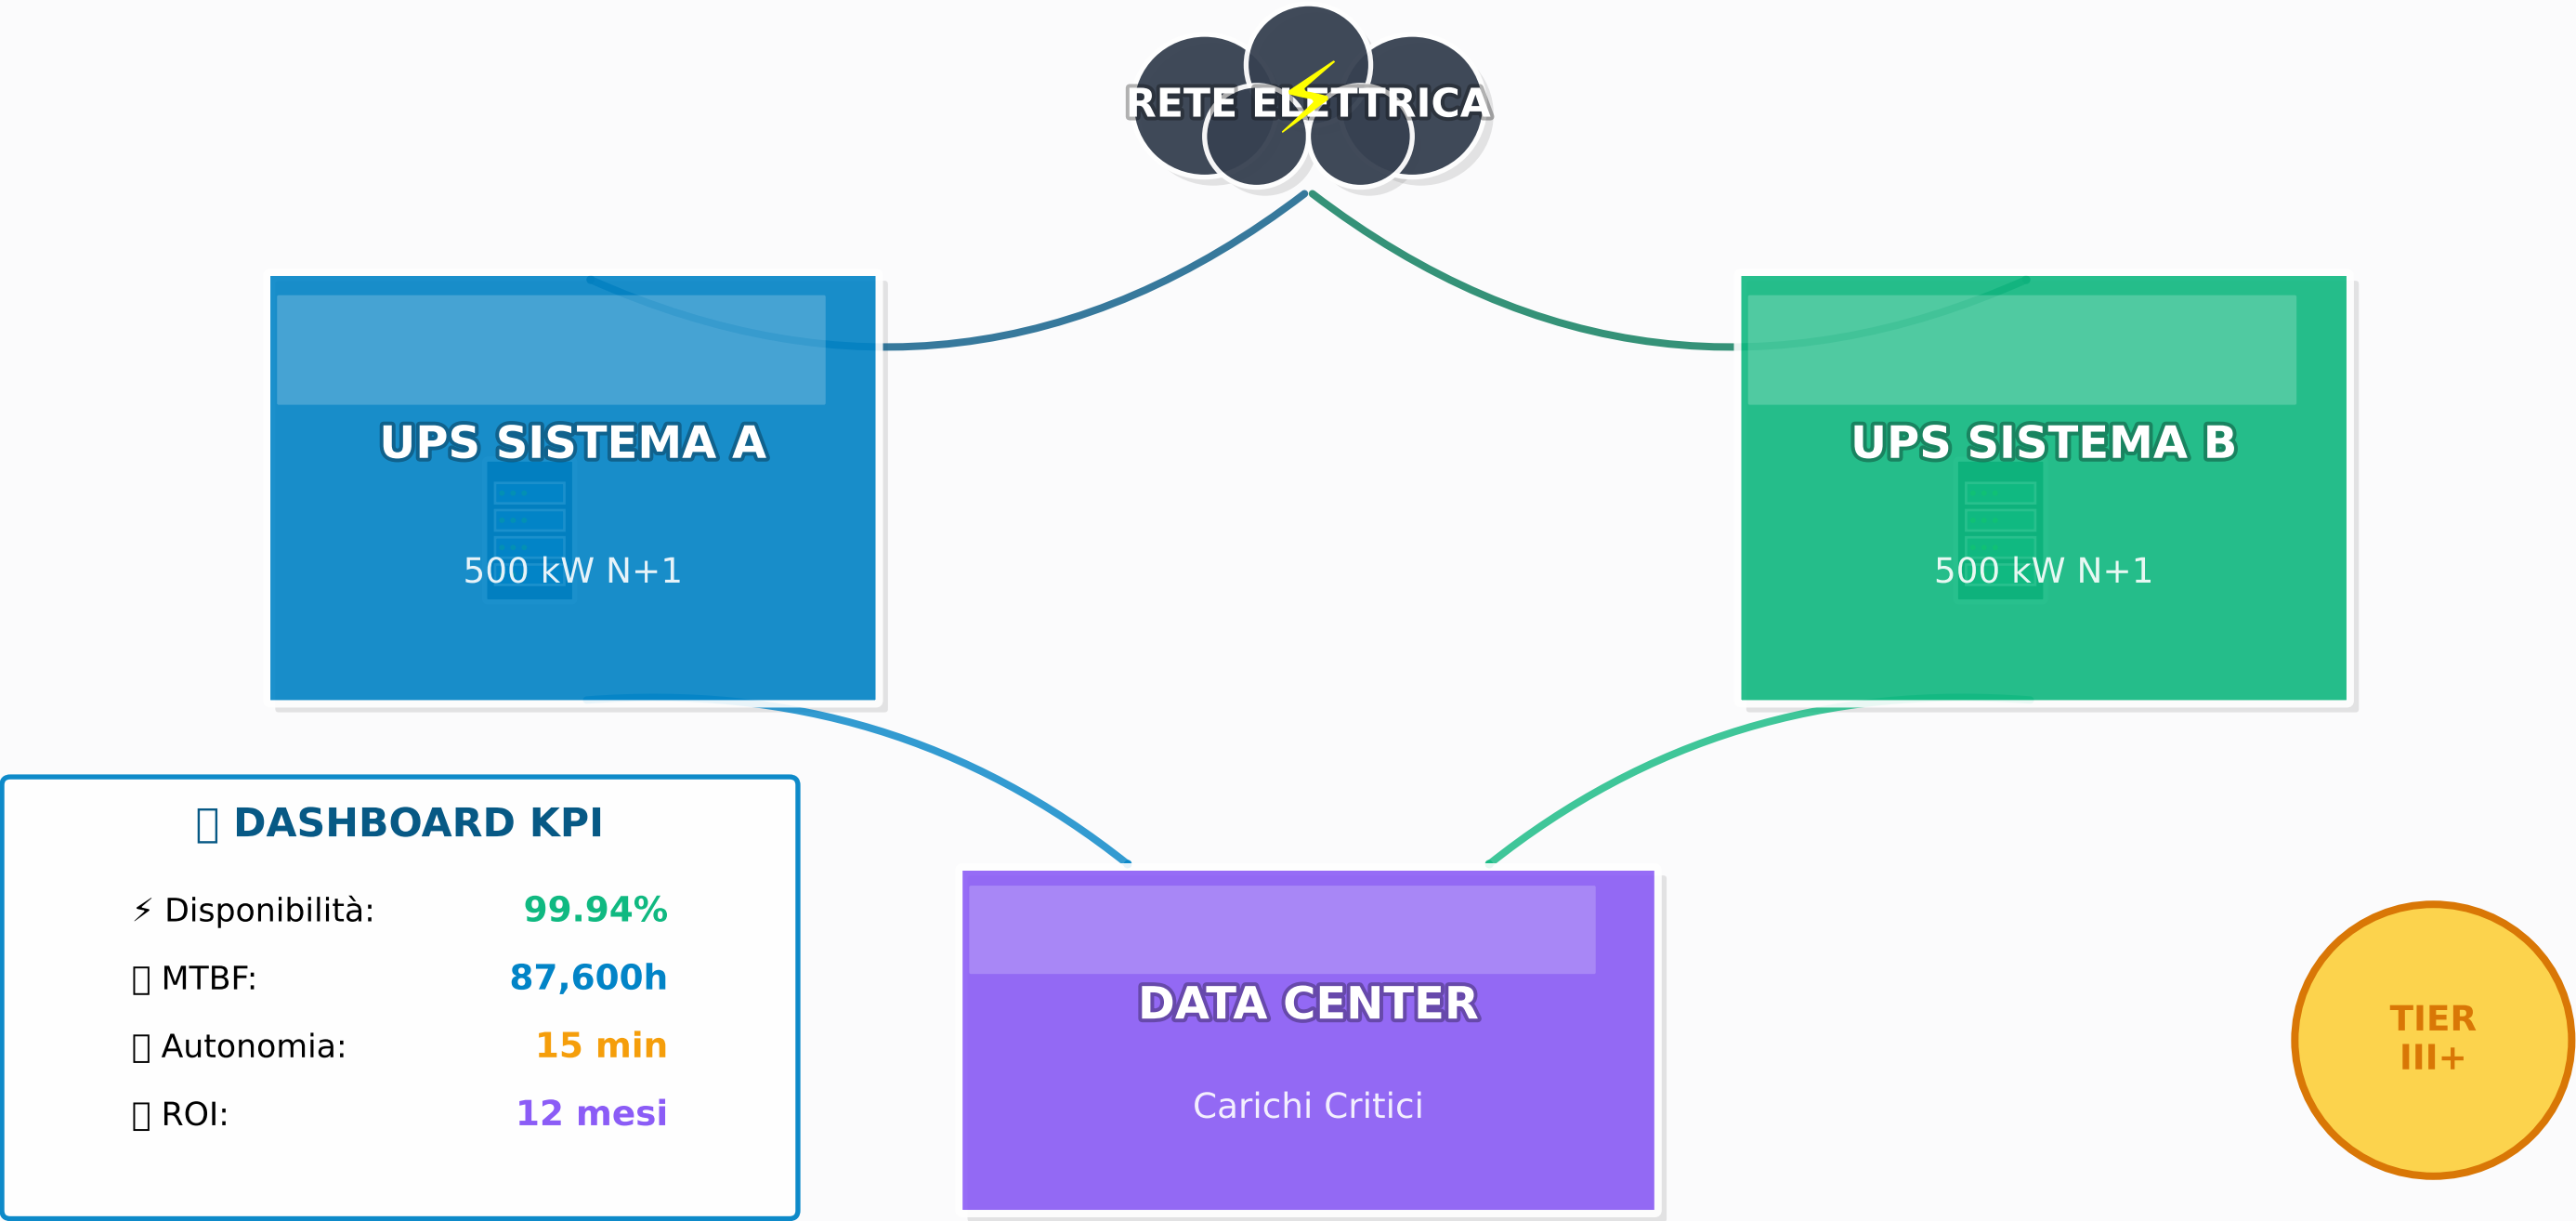 RETE ELETTRICA
UPS SISTEMA A
500 kW N+1
UPS SISTEMA B
500 kW N+1
DASHBOARD KPI
⚡ Disponibilità: 99.94%
MTBF: 87,600h
Autonomia: 15 min
ROI: 12 mesi
DATA CENTER
Carichi Critici
TIER
III+